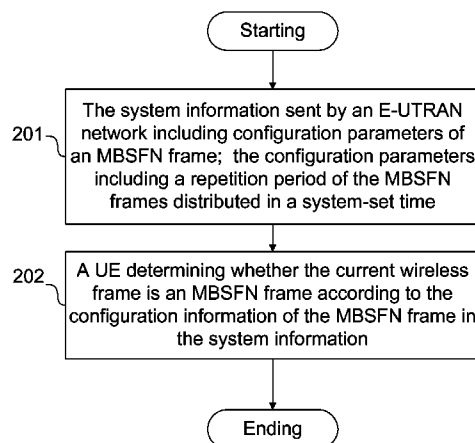 Starting
201
The system information sent by an E-UTRAN
network including configuration parameters of
an MBSFN frame; the configuration parameters
including a repetition period of the MBSFN
frames distributed in a system-set time
202
A UE determining whether the current wireless
frame is an MBSFN frame according to the
configuration information of the MBSFN frame in
the system information
Ending